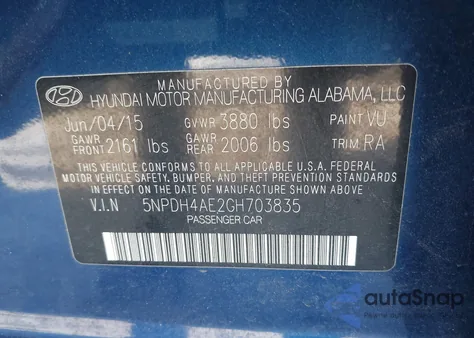 MANUFACTURED BY
HYUNDAI MOTOR MANUFACTURING ALABAMA, LLC
Jun/04/15 GVWR 3880 lbs PAINT VU
GAWR FRONT 2161 lbs GAWR REAR 2006 lbs TRIM RA
THIS VEHICLE CONFORMS TO ALL APPLICABLE U.S.A. FEDERAL
MOTOR VEHICLE SAFETY, BUMPER, AND THEFT PREVENTION STANDARDS
IN EFFECT ON THE DATE OF MANUFACTURE SHOWN ABOVE.
V.I.N 5NPDH4AE2GH703835
PASSENGER CAR
autoSnap